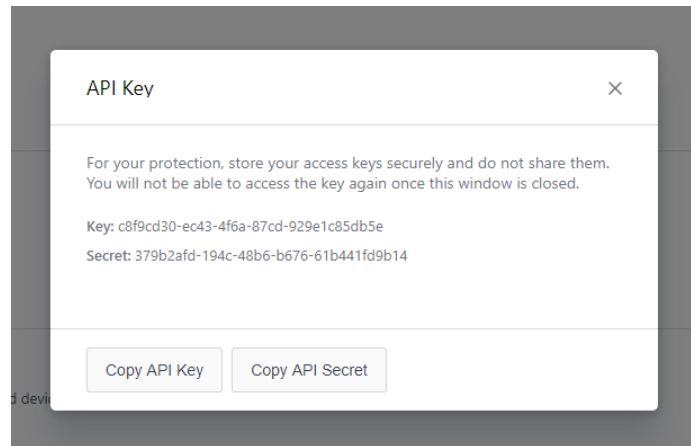 API Key
For your protection, store your access keys securely and do not share them.
You will not be able to access the key again once this window is closed.
Key: c8f9cd30-ec43-4f6a-87cd-929e1c85db5e
Secret: 379b2afd-194c-48b6-b676-61b441fd9b14
Copy API Key
Copy API Secret